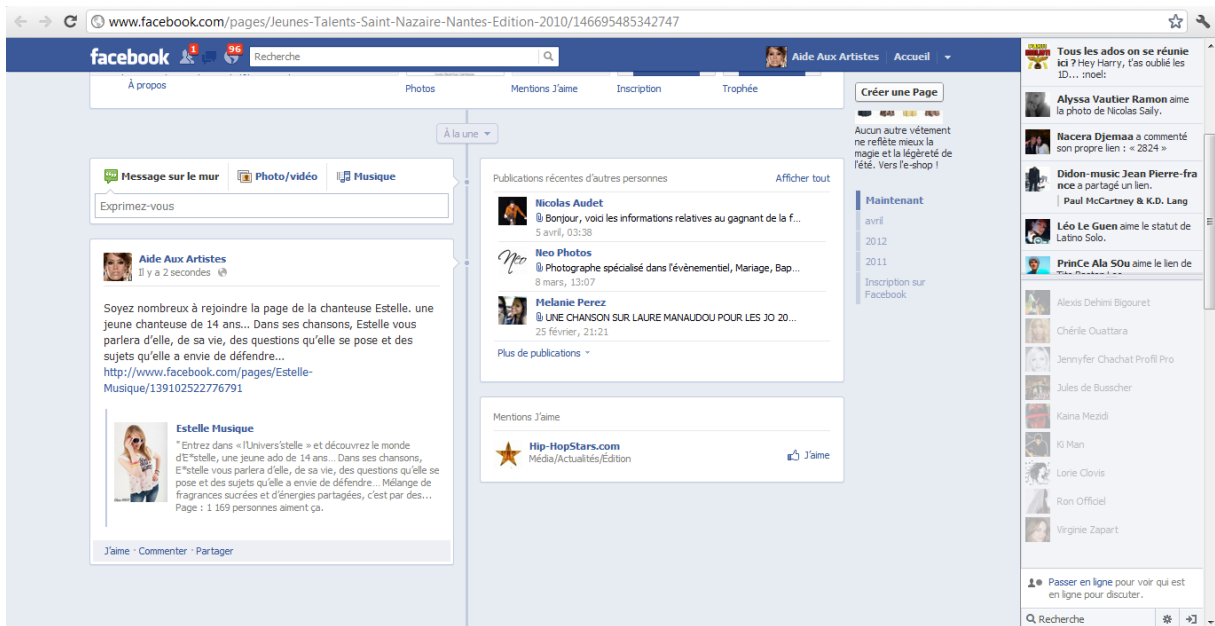 www.facebook.com/pages/Jeunes-Talents-Saint-Nazaire-Nantes-Edition-2010/146695485342747
facebook
1
96
Recherche
Aide Aux Artistes
Accueil
À propos
Photos
Mentions J'aime
Inscription
Trophée
À la une
Message sur le mur
Photo/vidéo
Musique
Exprimez-vous
Aide Aux Artistes
Il y a 2 secondes
Soyez nombreux à rejoindre la page de la chanteuse Estelle. une
jeune chanteuse de 14 ans... Dans ses chansons, Estelle vous
parlera d'elle, de sa vie, des questions qu'elle se pose et des
sujets qu'elle a envie de défendre...
http://www.facebook.com/pages/Estelle-
Musique/139102522776791
Estelle Musique
"Entrez dans « l'Univers'stelle » et découvrez le monde
d'E*stelle, une jeune ado de 14 ans... Dans ses chansons,
E*stelle vous parlera d'elle, de sa vie, des questions qu'elle se
pose et des sujets qu'elle a envie de défendre... Mélange de
fragrances sucrées et d'énergies partagées, c'est par des...
Page : 1 169 personnes aiment ça.
J'aime · Commenter · Partager
Publications récentes d'autres personnes
Afficher tout
Nicolas Audet
Bonjour, voici les informations relatives au gagnant de la f...
5 avril, 03:38
Neo Photos
Photographe spécialisé dans l'évènementiel, Mariage, Bap...
8 mars, 13:07
Melanie Perez
UNE CHANSON SUR LAURE MANAUDOU POUR LES JO 20...
25 février, 21:21
Plus de publications
Mentions J'aime
Hip-HopStars.com
Média/Actualités/Édition
J'aime
Créer une Page
Aucun autre vétement
ne reflète mieux la
magie et la légèreté de
l'été. Vers l'e-shop !
Maintenant
avril
2012
2011
Inscription sur
Facebook
Tous les ados on se réunie
ici ? Hey Harry, t'as oublié les
1D... :noel:
Alyssa Vautier Ramon aime
la photo de Nicolas Saily.
Nacera Djemaa a commenté
son propre lien : « 2824 »
Didon-music Jean Pierre-fra
nce a partagé un lien.
Paul McCartney & K.D. Lang
Léo Le Guen aime le statut de
Latino Solo.
PrinCe Ala SOu aime le lien de
Alexis Dehimi Bigouret
Chérile Ouattara
Jennyfer Chachat Profil Pro
Jules de Busscher
Kaina Mezidi
Ki Man
Lorie Clovis
Ron Officiel
Virginie Zapart
Passer en ligne pour voir qui est
en ligne pour discuter.
Recherche